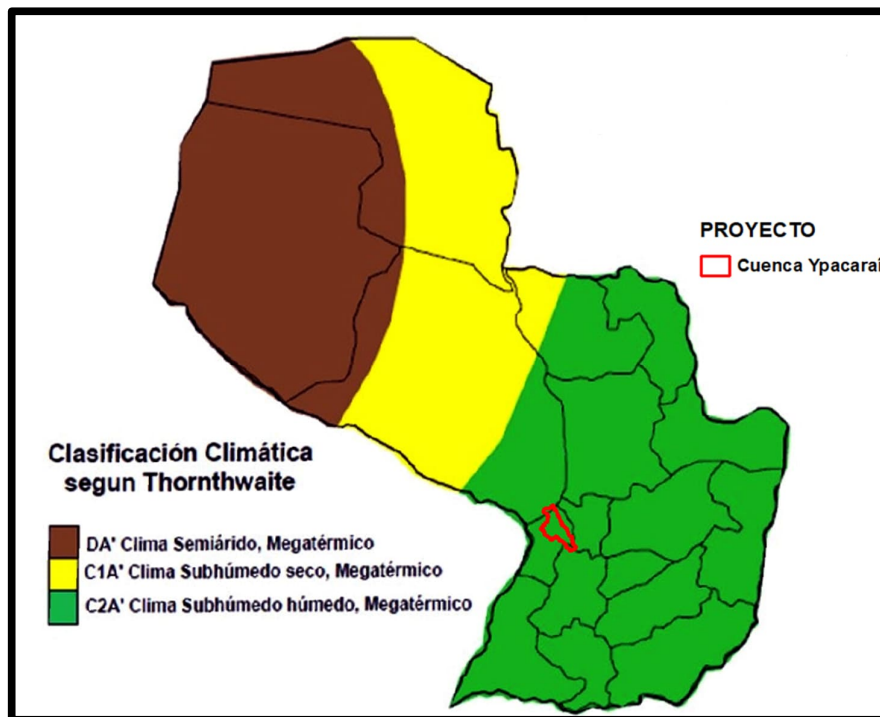 PROYECTO
Cuenca Ypacarai
Clasificación Climática
segun Thornthwaite
DA' Clima Semiárido, Megatérmico
C1A' Clima Subhúmedo seco, Megatérmico
C2A' Clima Subhúmedo húmedo, Megatérmico